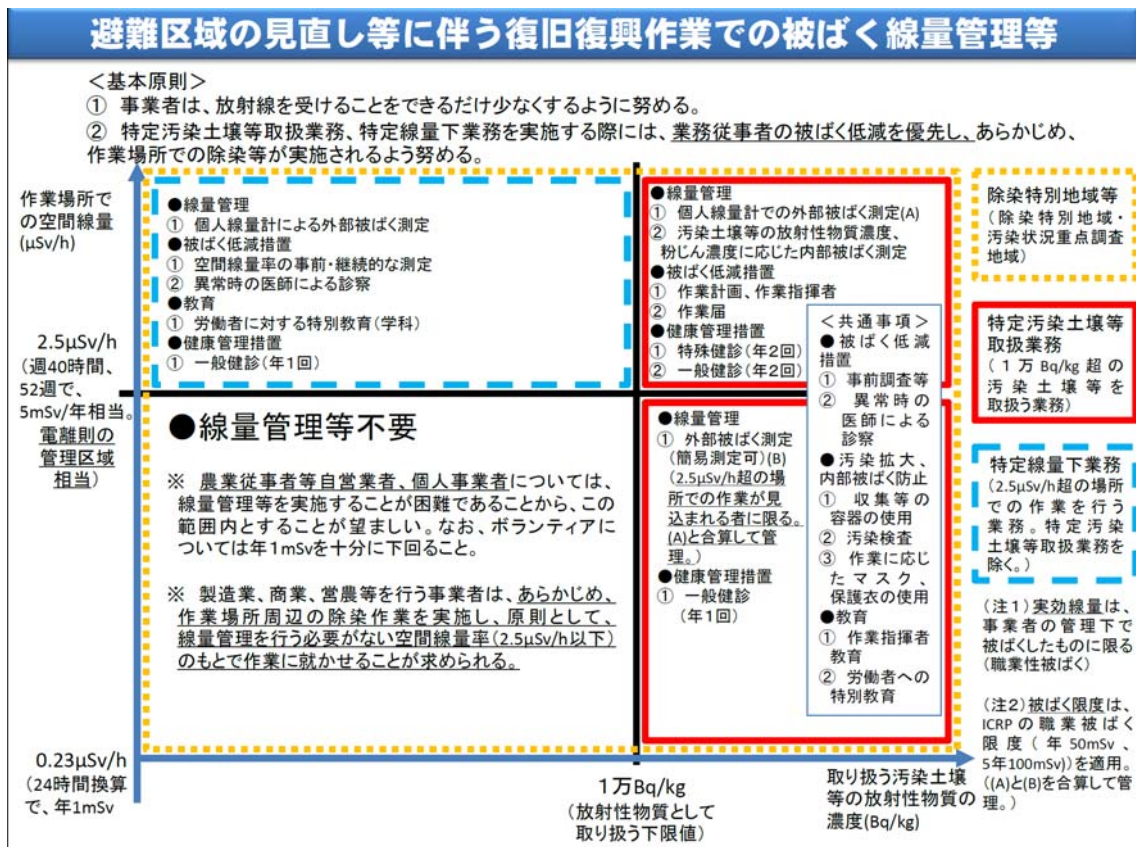 避難区域の見直し等に伴う復旧復興作業での被ばく線量管理等
＜基本原則＞
① 事業者は、放射線を受けることをできるだけ少なくするように努める。
② 特定汚染土壌等取扱業務、特定線量下業務を実施する際には、業務従事者の被ばく低減を優先し、あらかじめ、
作業場所での除染等が実施されるよう努める。
作業場所で
の空間線量
(μSv/h)
2.5μSv/h
(週40時間、
52週で、
5mSv/年相当。
電離則の
管理区域
相当)
0.23μSv/h
(24時間換算
で、年1mSv
●線量管理
① 個人線量計による外部被ばく測定
●被ばく低減措置
① 空間線量率の事前・継続的な測定
② 異常時の医師による診察
●教育
① 労働者に対する特別教育(学科)
●健康管理措置
① 一般健診(年1回)
●線量管理
① 個人線量計での外部被ばく測定(A)
② 汚染土壌等の放射性物質濃度、
粉じん濃度に応じた内部被ばく測定
●被ばく低減措置
① 作業計画、作業指揮者
② 作業届
●健康管理措置
① 特殊健診(年2回)
② 一般健診(年2回)
●線量管理等不要
※ 農業従事者等自営業者、個人事業者については、
線量管理等を実施することが困難であることから、この
範囲内とすることが望ましい。なお、ボランティアに
ついては年1mSvを十分に下回ること。
※ 製造業、商業、営農等を行う事業者は、あらかじめ、
作業場所周辺の除染作業を実施し、原則として、
線量管理を行う必要がない空間線量率(2.5μSv/h以下)
のもとで作業に就かせることが求められる。
●線量管理
① 外部被ばく測定
(簡易測定可)(B)
(2.5μSv/h超の場
所での作業が見
込まれる者に限る。
(A)と合算して管
理。)
●健康管理措置
① 一般健診
(年1回)
＜共通事項＞
●被ばく低減
措置
① 事前調査等
② 異常時の
医師による
診察
●汚染拡大、
内部被ばく防止
① 収集等の
容器の使用
② 汚染検査
③ 作業に応じ
たマスク、
保護衣の使用
●教育
① 作業指揮者
教育
② 労働者への
特別教育
除染特別地域等
(除染特別地域・
汚染状況重点調査
地域)
特定汚染土壌等
取扱業務
(1万Bq/kg超の
汚染土壌等を
取扱う業務)
特定線量下業務
(2.5μSv/h超の場所
での作業を行う
業務。特定汚染
土壌等取扱業務
を除く。)
(注1)実効線量は、
事業者の管理下で
被ばくしたものに限る
(職業性被ばく)
(注2)被ばく限度は、
ICRPの職業被ばく
限度(年50mSv、
5年100mSv)を適用。
((A)と(B)を合算して管
理。)
1万Bq/kg
(放射性物質として
取り扱う下限値)
取り扱う汚染土壌
等の放射性物質の
濃度(Bq/kg)